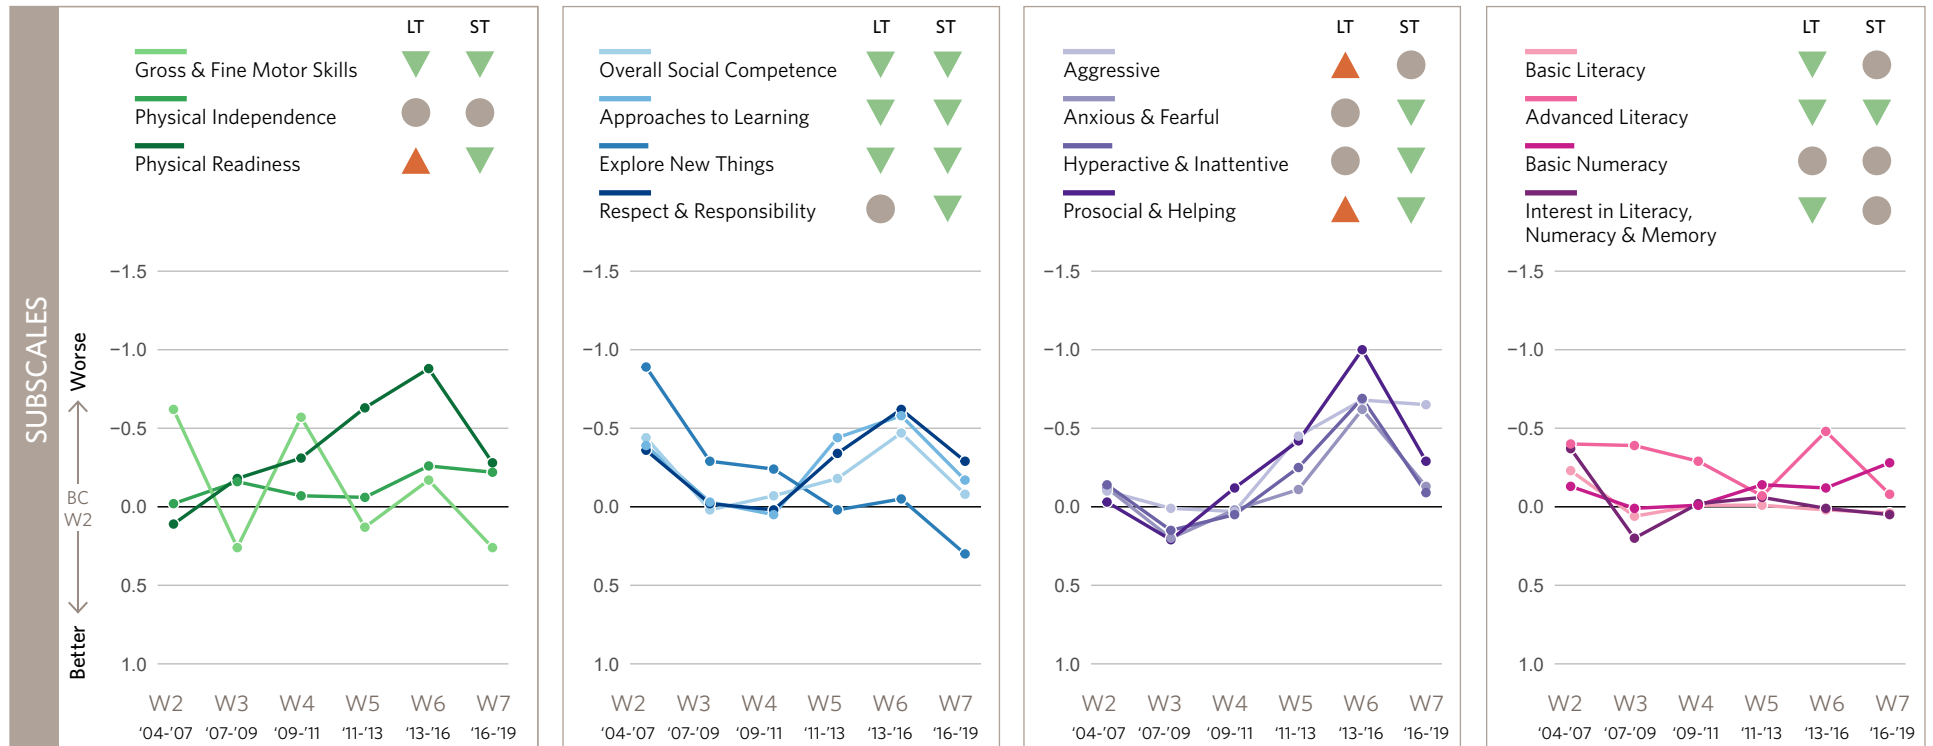 SUBSCALES
Worse
BC
W2
Better
LT ST
Gross & Fine Motor Skills
Physical Independence
Physical Readiness
−1.5
−1.0
−0.5
0.0
0.5
1.0
W2 W3 W4 W5 W6 W7
‘04-’07 ‘07-’09 ‘09-’11 ‘11-’13 ‘13-’16 ‘16-’19
LT ST
Overall Social Competence
Approaches to Learning
Explore New Things
Respect & Responsibility
−1.5
−1.0
−0.5
0.0
0.5
1.0
W2 W3 W4 W5 W6 W7
‘04-’07 ‘07-’09 ‘09-’11 ‘11-’13 ‘13-’16 ‘16-’19
LT ST
Aggressive
Anxious & Fearful
Hyperactive & Inattentive
Prosocial & Helping
−1.5
−1.0
−0.5
0.0
0.5
1.0
W2 W3 W4 W5 W6 W7
‘04-’07 ‘07-’09 ‘09-’11 ‘11-’13 ‘13-’16 ‘16-’19
LT ST
Basic Literacy
Advanced Literacy
Basic Numeracy
Interest in Literacy,
Numeracy & Memory
−1.5
−1.0
−0.5
0.0
0.5
1.0
W2 W3 W4 W5 W6 W7
‘04-’07 ‘07-’09 ‘09-’11 ‘11-’13 ‘13-’16 ‘16-’19